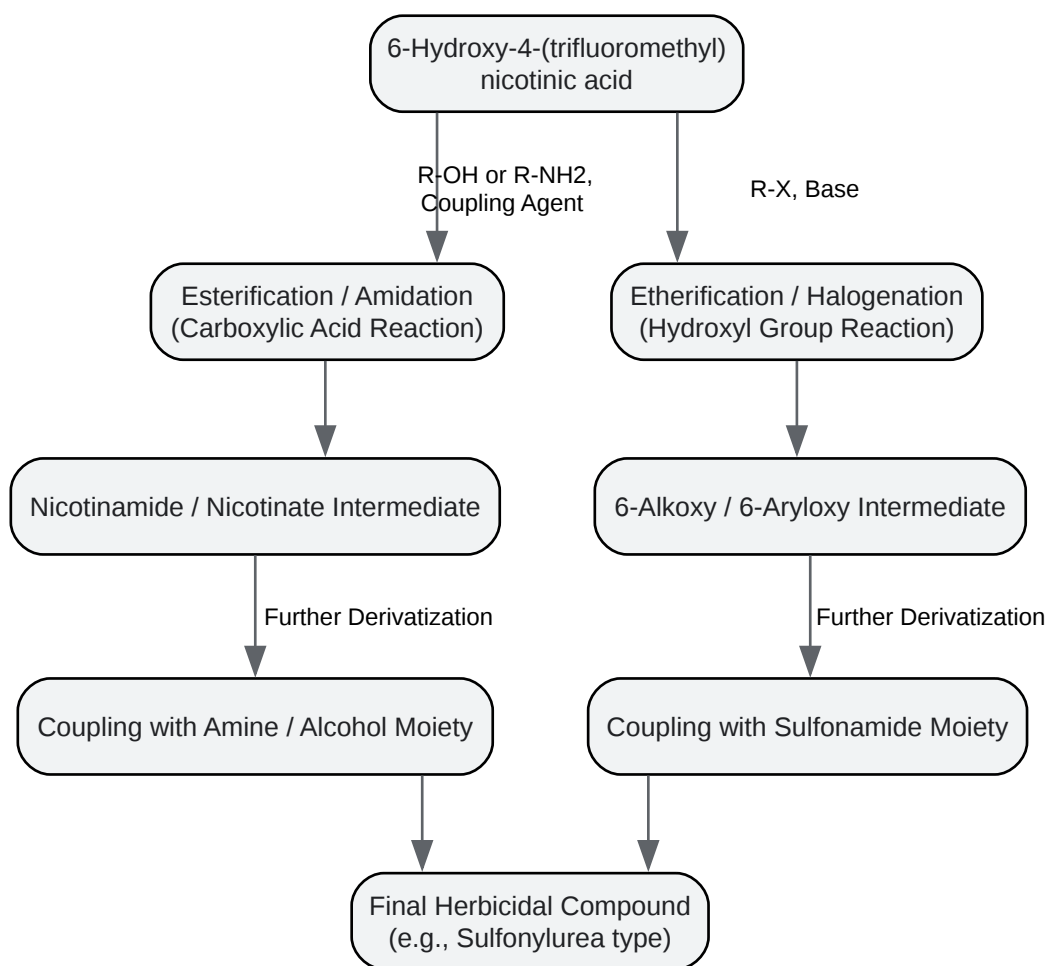 6-Hydroxy-4-(trifluoromethyl)
nicotinic acid
R-OH or R-NH2,
Coupling Agent
R-X, Base
Esterification / Amidation
(Carboxylic Acid Reaction)
Etherification / Halogenation
(Hydroxyl Group Reaction)
Nicotinamide / Nicotinate Intermediate
6-Alkoxy / 6-Aryloxy Intermediate
Further Derivatization
Further Derivatization
Coupling with Amine / Alcohol Moiety
Coupling with Sulfonamide Moiety
Final Herbicidal Compound
(e.g., Sulfonylurea type)